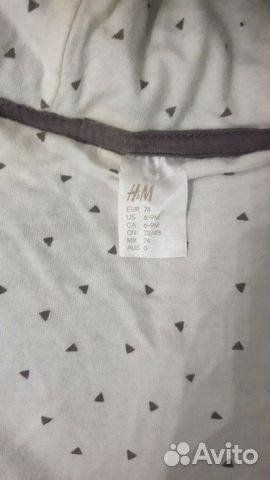 H&M
EUR 74
US 6-9M
CA 6-9M
CN 73/48
MX 74
AUS 0
Avito